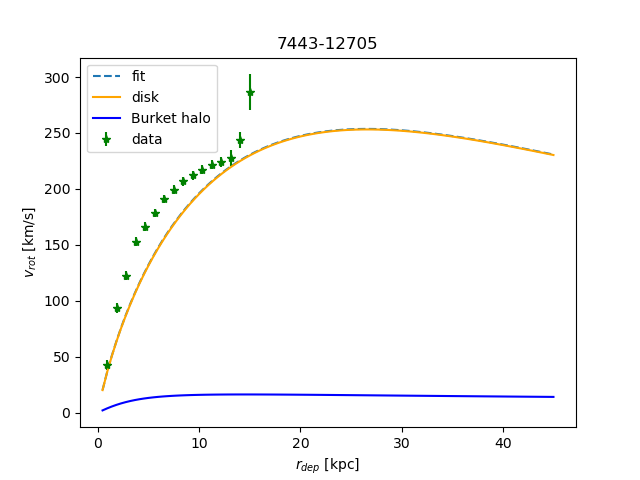 7443-12705
fit
disk
Burket halo
data
300
250
200
150
100
50
0
v_rot [km/s]
0 10 20 30 40
r_dep [kpc]